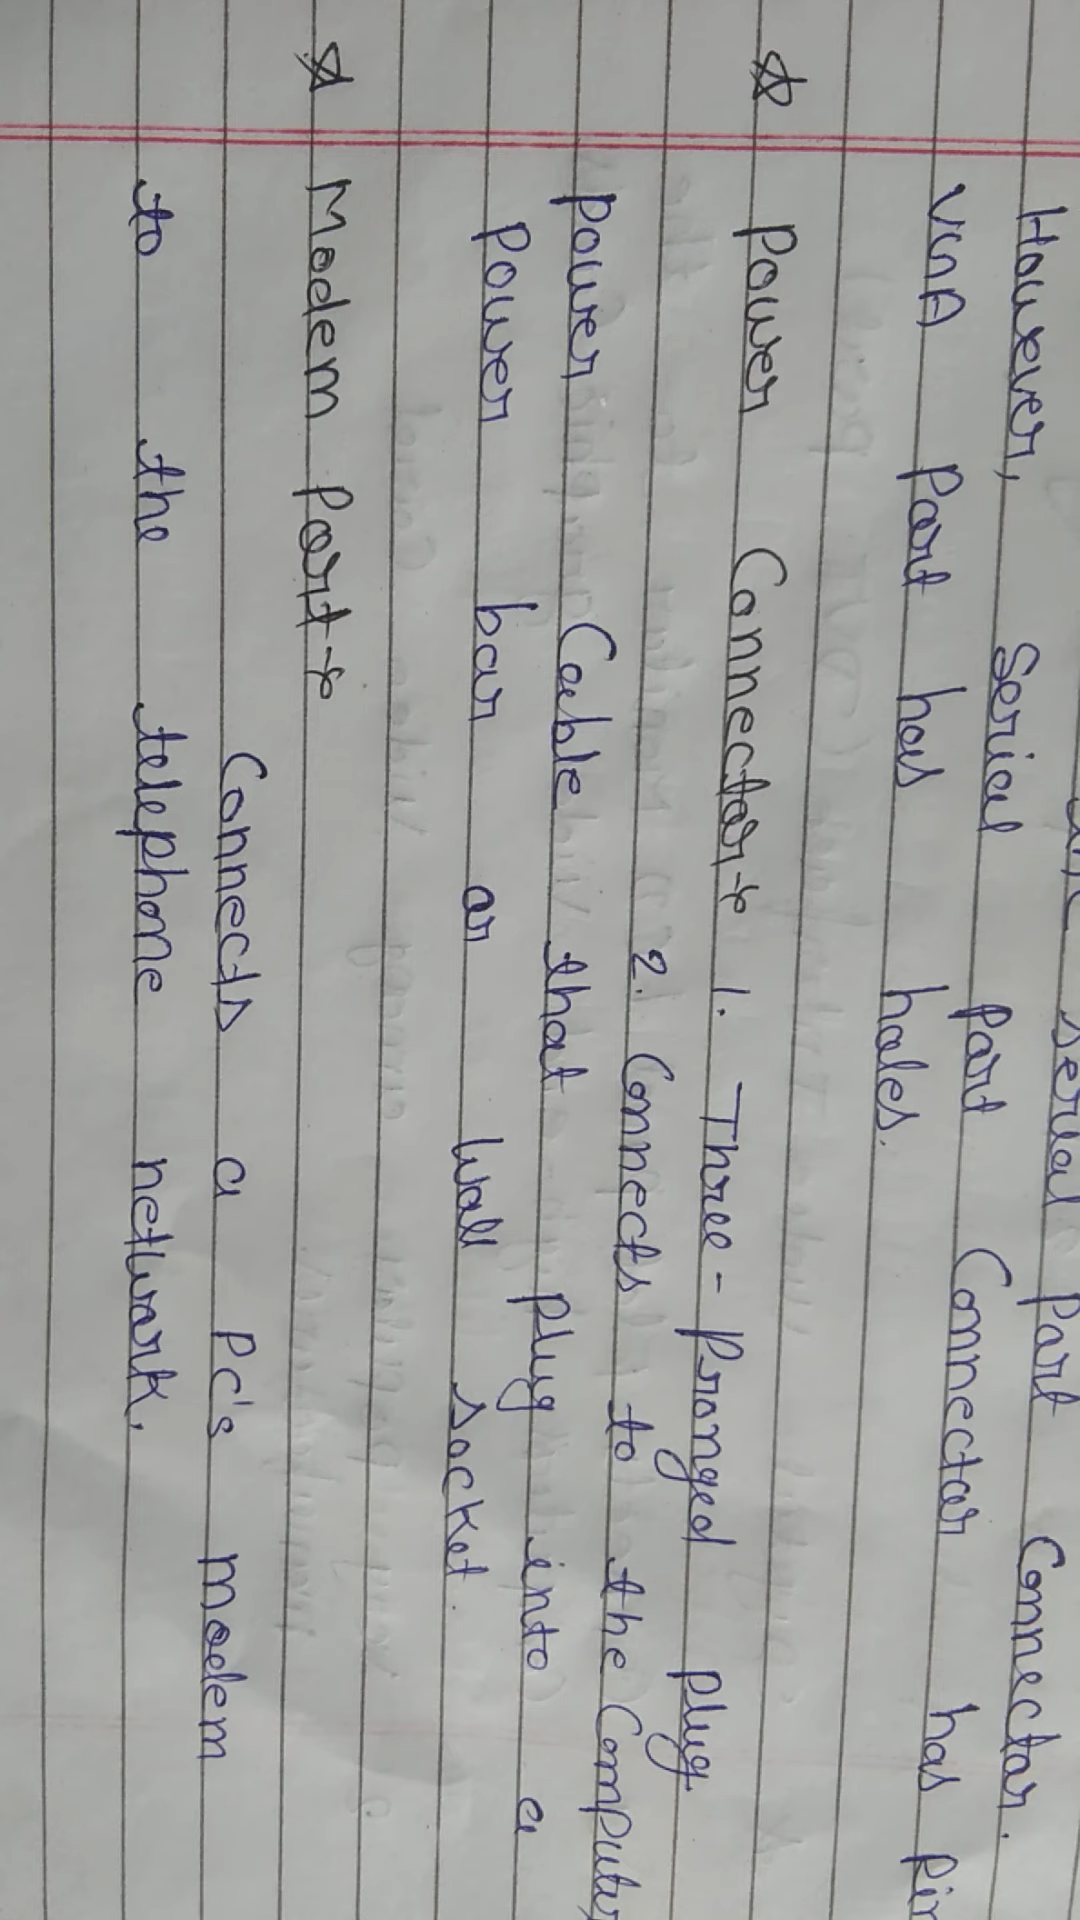 serial Port Connector.
However, Serial Port Connector has
VGA Port has holes.
☆ Power Connector→ 1. Three-Pronged plug
2. Connects to the Computer
power Cable that plug into a
Power bar or wall socket.
☆ Modem Port→
Connects a PC's modem
to the telephone network.